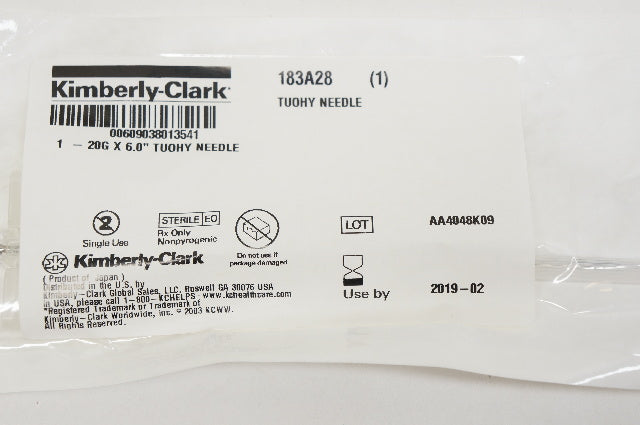 Kimberly-Clark
183A28 (1)
TUOHY NEEDLE
00609038013541
1 – 20G X 6.0" TUOHY NEEDLE
2
Single Use
STERILE EO
Rx Only
Nonpyrogenic
Do not use if
package damaged
LOT
AA4048K09
Kimberly-Clark
Use by
2019-02
( Product of Japan )
Distributed in the U.S. by
Kimberly-Clark Global Sales, LLC. Roswell GA 30076 USA
In USA, please call 1-800-KCHELPS · www.kchealthcare.com
*Registered Trademark or Trademark of
Kimberly-Clark Worldwide, Inc. © 2003 KCWW.
All Rights Reserved.